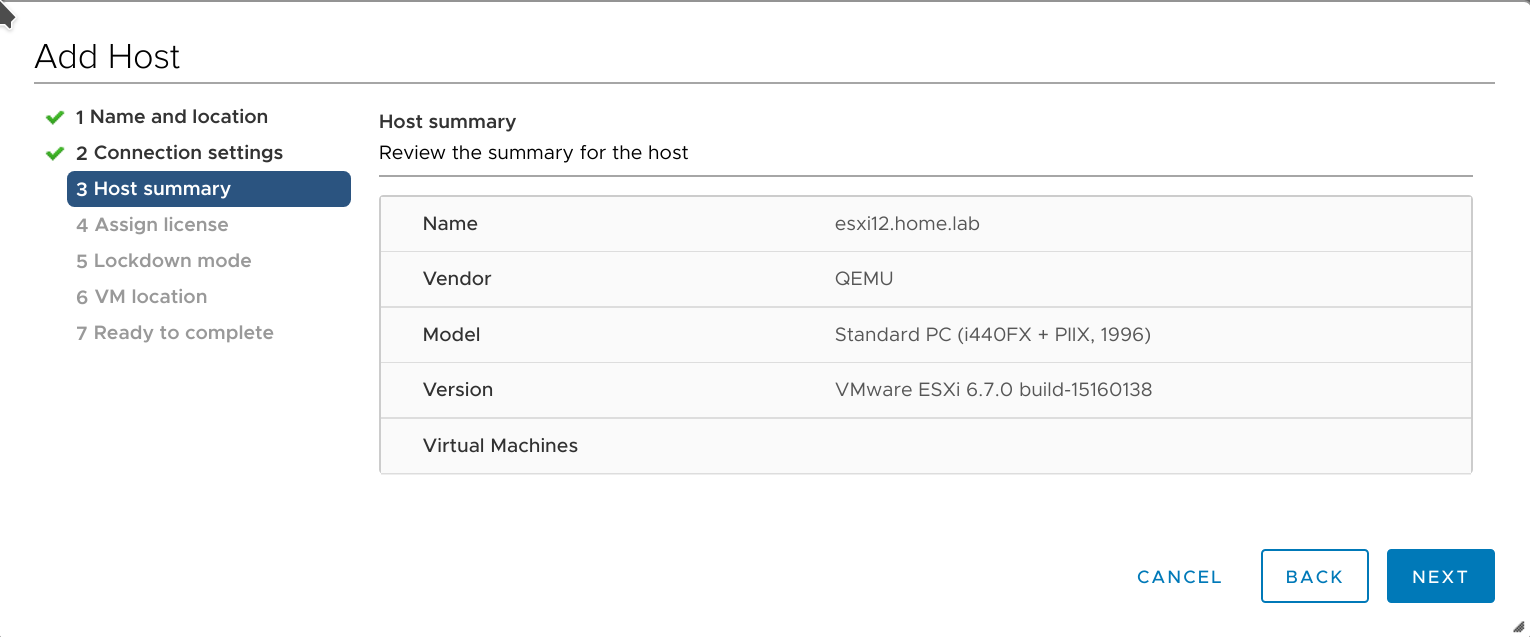 Add Host
1 Name and location
2 Connection settings
3 Host summary
4 Assign license
5 Lockdown mode
6 VM location
7 Ready to complete
Host summary
Review the summary for the host
Name esxi12.home.lab
Vendor QEMU
Model Standard PC (i440FX + PIIX, 1996)
Version VMware ESXi 6.7.0 build-15160138
Virtual Machines
CANCEL BACK NEXT